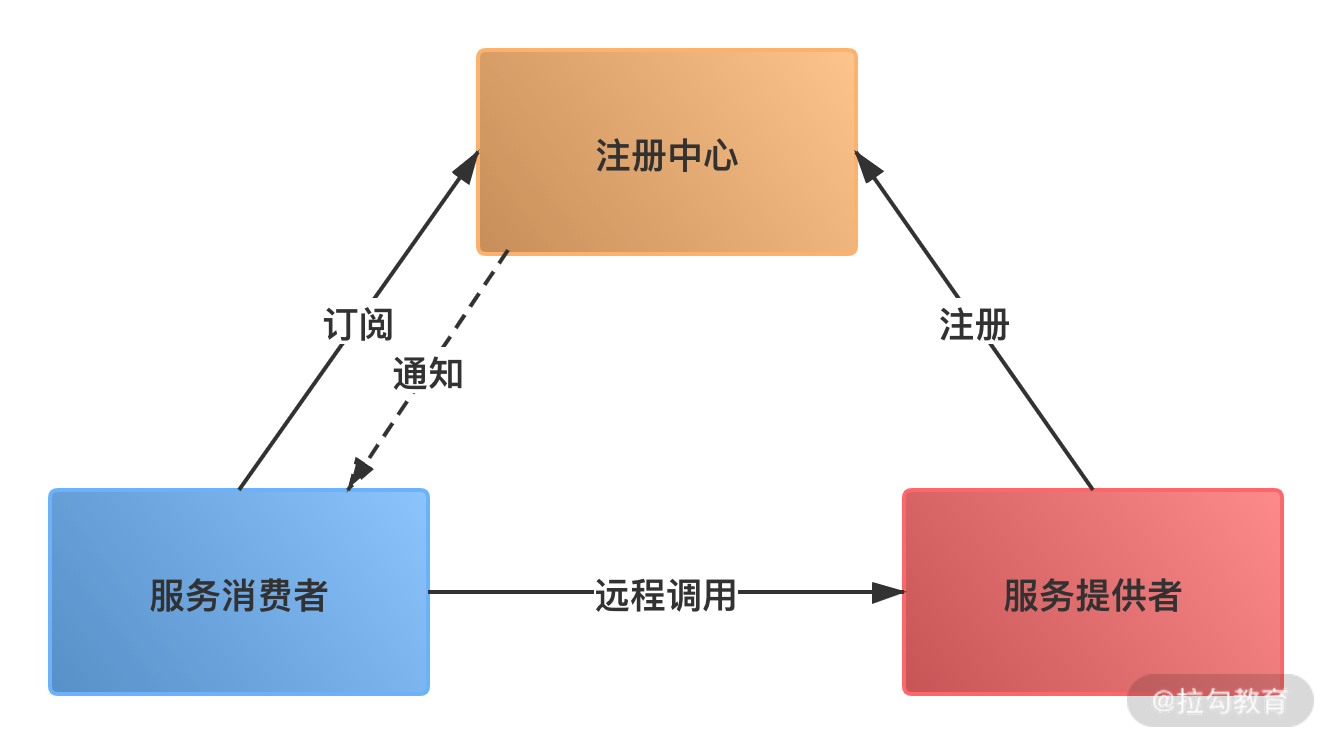 注册中心
订阅
注册
通知
服务消费者
远程调用
服务提供者
@拉勾教育